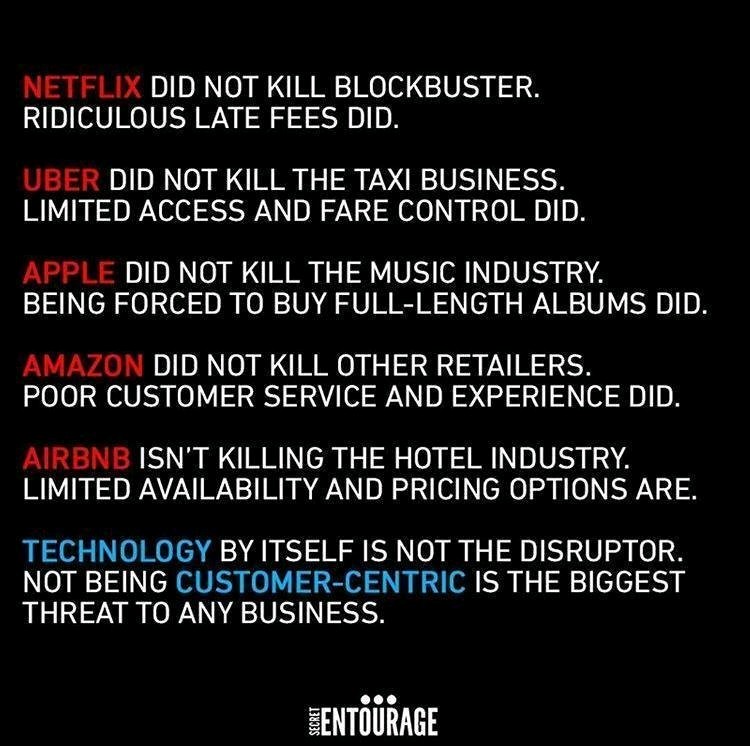 NETFLIX DID NOT KILL BLOCKBUSTER.
RIDICULOUS LATE FEES DID.
UBER DID NOT KILL THE TAXI BUSINESS.
LIMITED ACCESS AND FARE CONTROL DID.
APPLE DID NOT KILL THE MUSIC INDUSTRY.
BEING FORCED TO BUY FULL-LENGTH ALBUMS DID.
AMAZON DID NOT KILL OTHER RETAILERS.
POOR CUSTOMER SERVICE AND EXPERIENCE DID.
AIRBNB ISN'T KILLING THE HOTEL INDUSTRY.
LIMITED AVAILABILITY AND PRICING OPTIONS ARE.
TECHNOLOGY BY ITSELF IS NOT THE DISRUPTOR.
NOT BEING CUSTOMER-CENTRIC IS THE BIGGEST
THREAT TO ANY BUSINESS.
SECRET ENTOURAGE